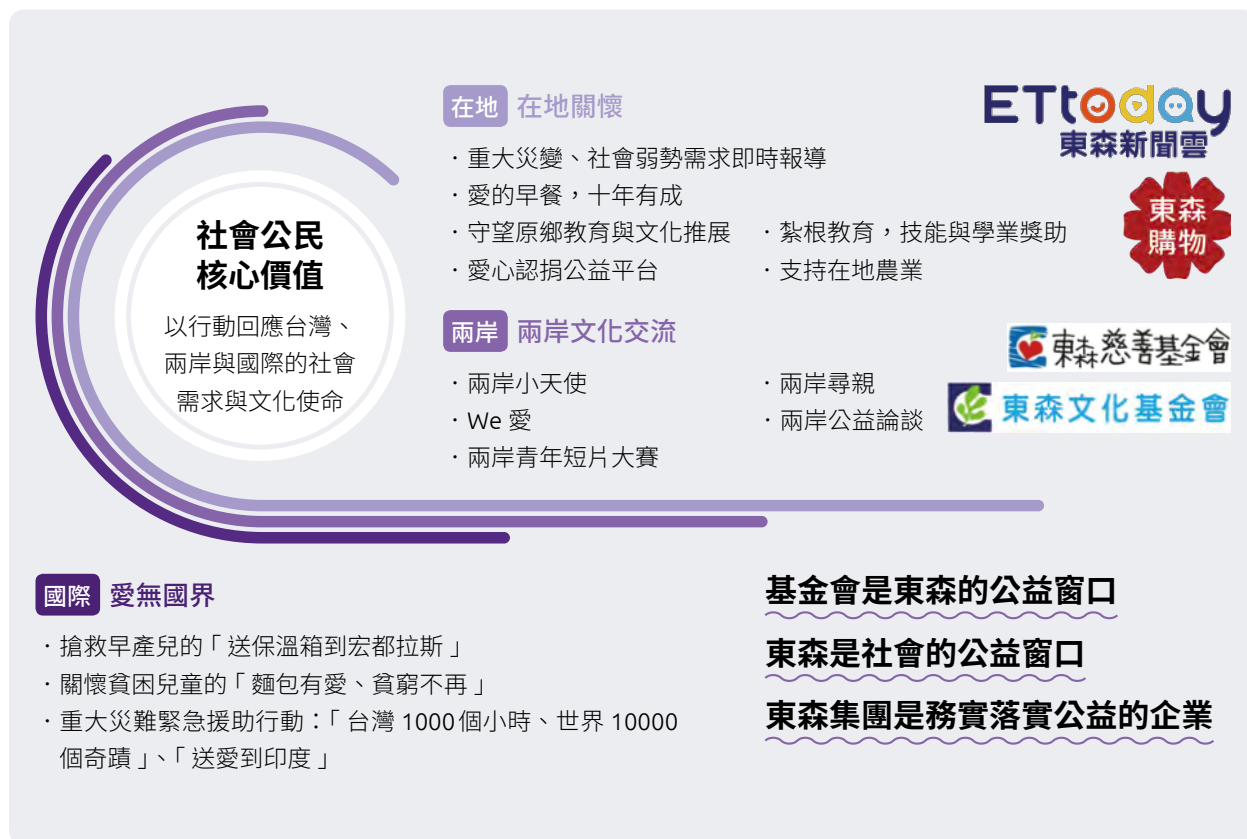 社會公民
核心價值
以行動回應台灣、
兩岸與國際的社會
需求與文化使命
在地 在地關懷
·重大災變、社會弱勢需求即時報導
·愛的早餐，十年有成
·守望原鄉教育與文化推展 ·紮根教育，技能與學業獎助
·愛心認捐公益平台 ·支持在地農業
兩岸 兩岸文化交流
·兩岸小天使 ·兩岸尋親
·We 愛 ·兩岸公益論談
·兩岸青年短片大賽
ETtoday
東森新聞雲
東森
購物
東森慈善基金會
東森文化基金會
國際 愛無國界
·搶救早產兒的「送保溫箱到宏都拉斯」
·關懷貧困兒童的「麵包有愛、貧窮不再」
·重大災難緊急援助行動：「台灣 1000個小時、世界 10000
個奇蹟」、「送愛到印度」
基金會是東森的公益窗口
東森是社會的公益窗口
東森集團是務實落實公益的企業